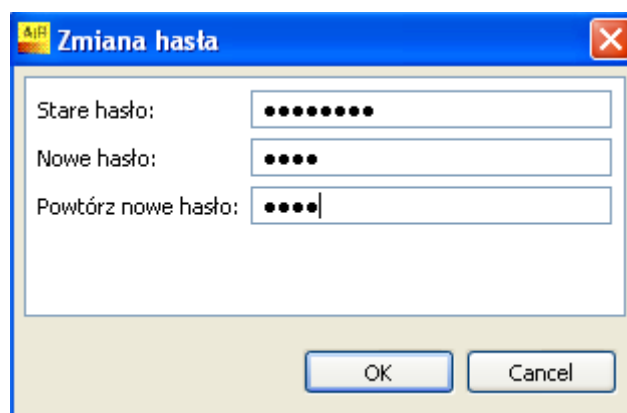 Zmiana hasła
Stare hasło: ●●●●●●●●
Nowe hasło: ●●●●
Powtórz nowe hasło: ●●●●
OK Cancel